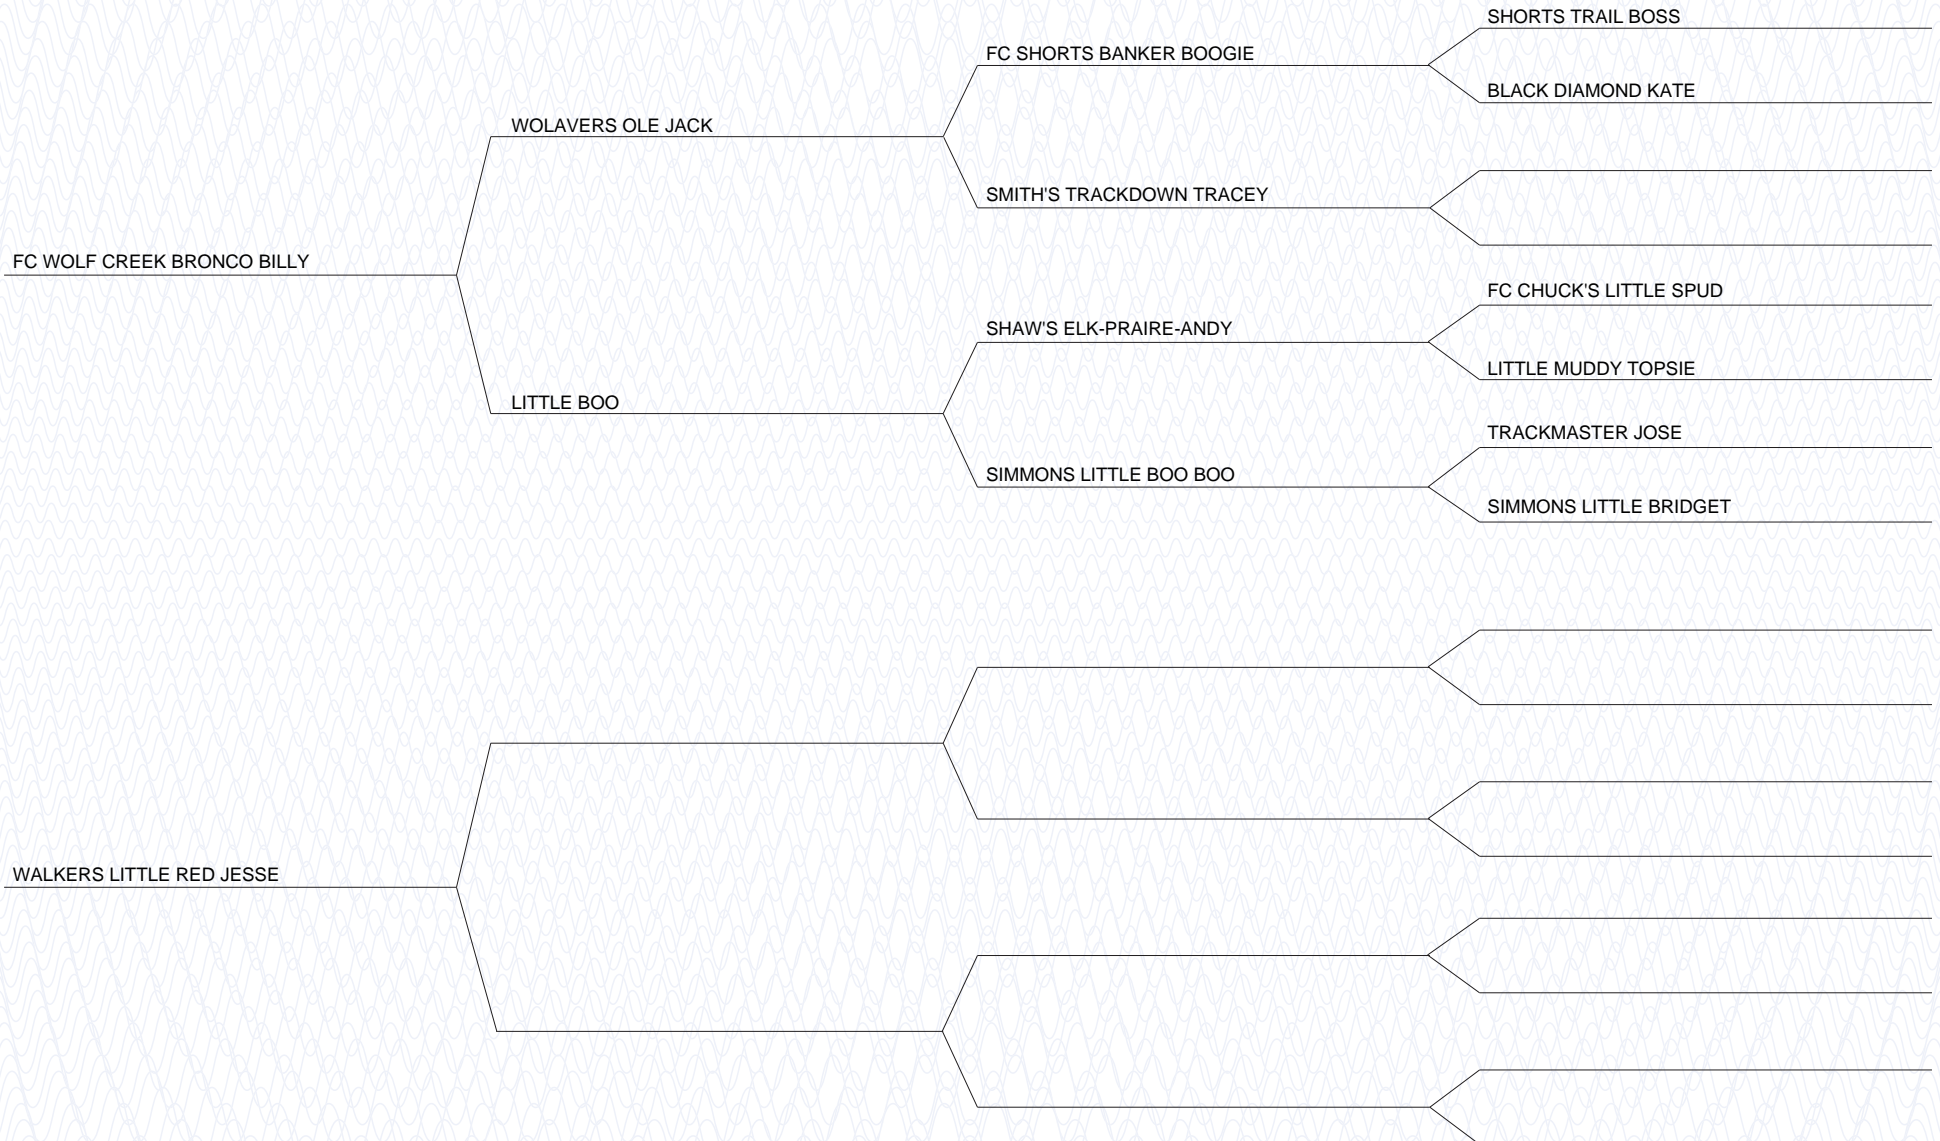 SHORTS TRAIL BOSS
FC SHORTS BANKER BOOGIE
BLACK DIAMOND KATE
WOLAVERS OLE JACK
SMITH'S TRACKDOWN TRACEY
FC WOLF CREEK BRONCO BILLY
FC CHUCK'S LITTLE SPUD
SHAW'S ELK-PRAIRE-ANDY
LITTLE MUDDY TOPSIE
LITTLE BOO
TRACKMASTER JOSE
SIMMONS LITTLE BOO BOO
SIMMONS LITTLE BRIDGET
WALKERS LITTLE RED JESSE